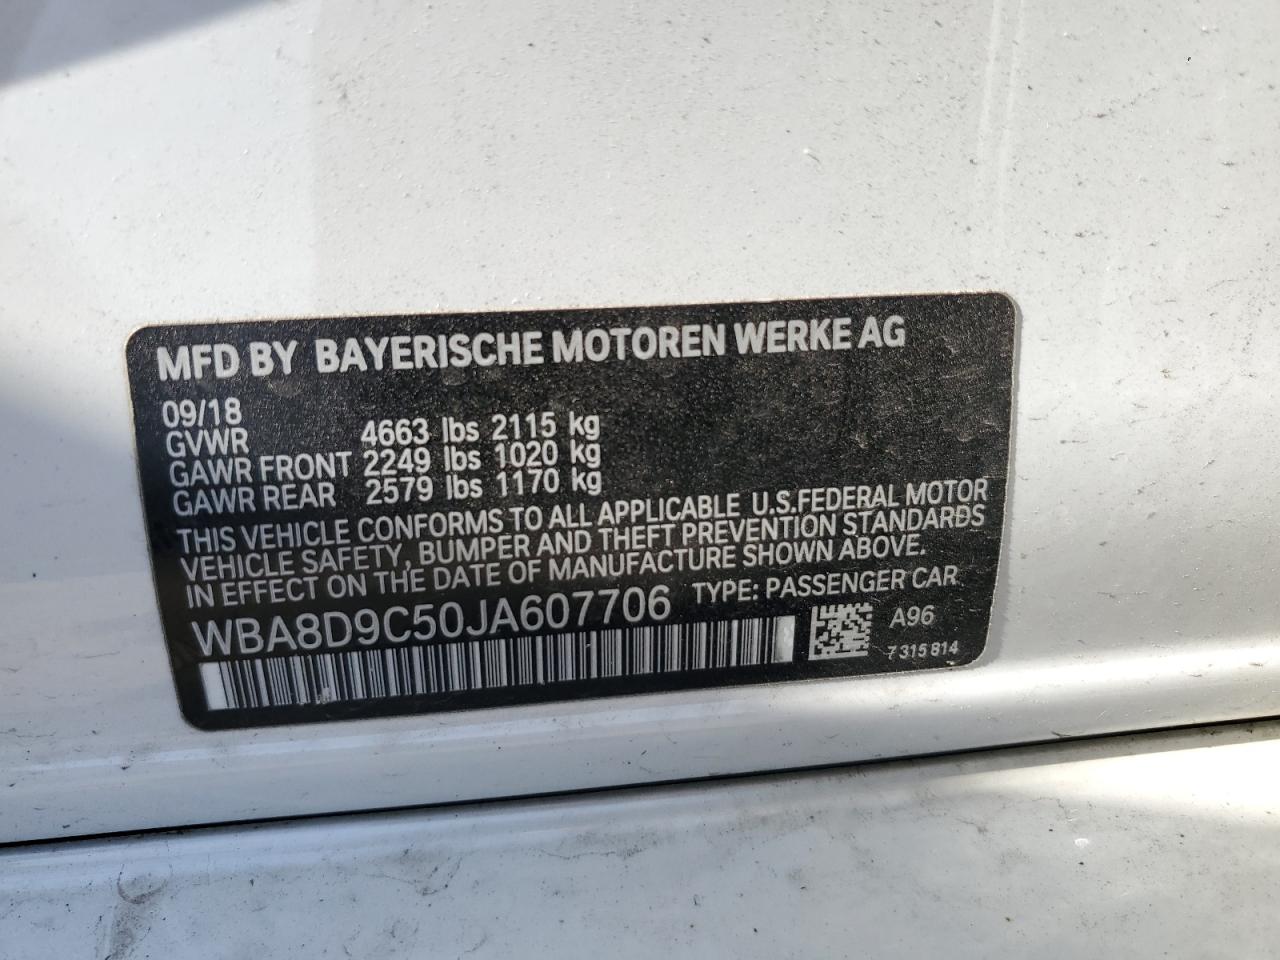 MFD BY BAYERISCHE MOTOREN WERKE AG
09/18
GVWR 4663 lbs 2115 kg
GAWR FRONT 2249 lbs 1020 kg
GAWR REAR 2579 lbs 1170 kg
THIS VEHICLE CONFORMS TO ALL APPLICABLE U.S.FEDERAL MOTOR
VEHICLE SAFETY, BUMPER AND THEFT PREVENTION STANDARDS
IN EFFECT ON THE DATE OF MANUFACTURE SHOWN ABOVE.
WBA8D9C50JA607706 TYPE: PASSENGER CAR
A96
7 315 814